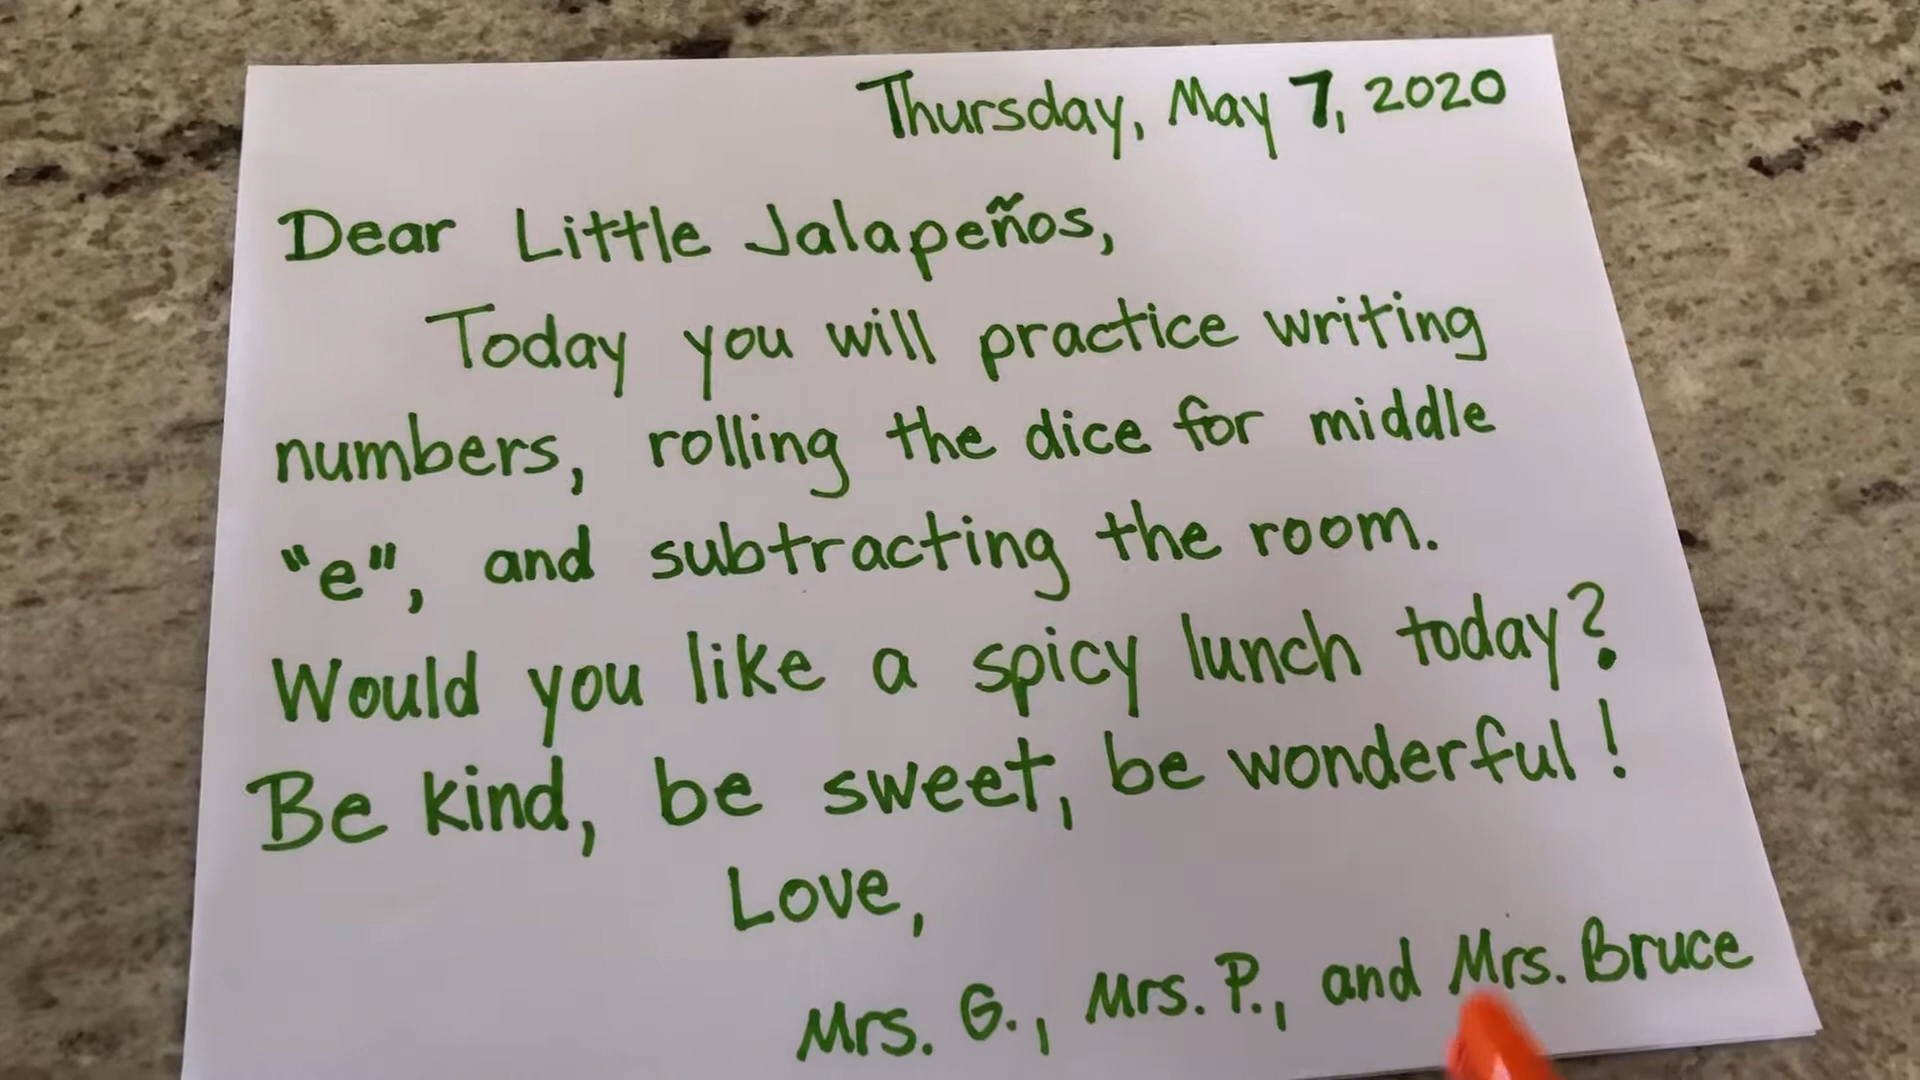 Thursday, May 7, 2020
Dear Little Jalapeños,
Today you will practice writing
numbers, rolling the dice for middle
"e", and subtracting the room.
Would you like a spicy lunch today?
Be kind, be sweet, be wonderful!
Love,
Mrs. G., Mrs. P., and Mrs. Bruce